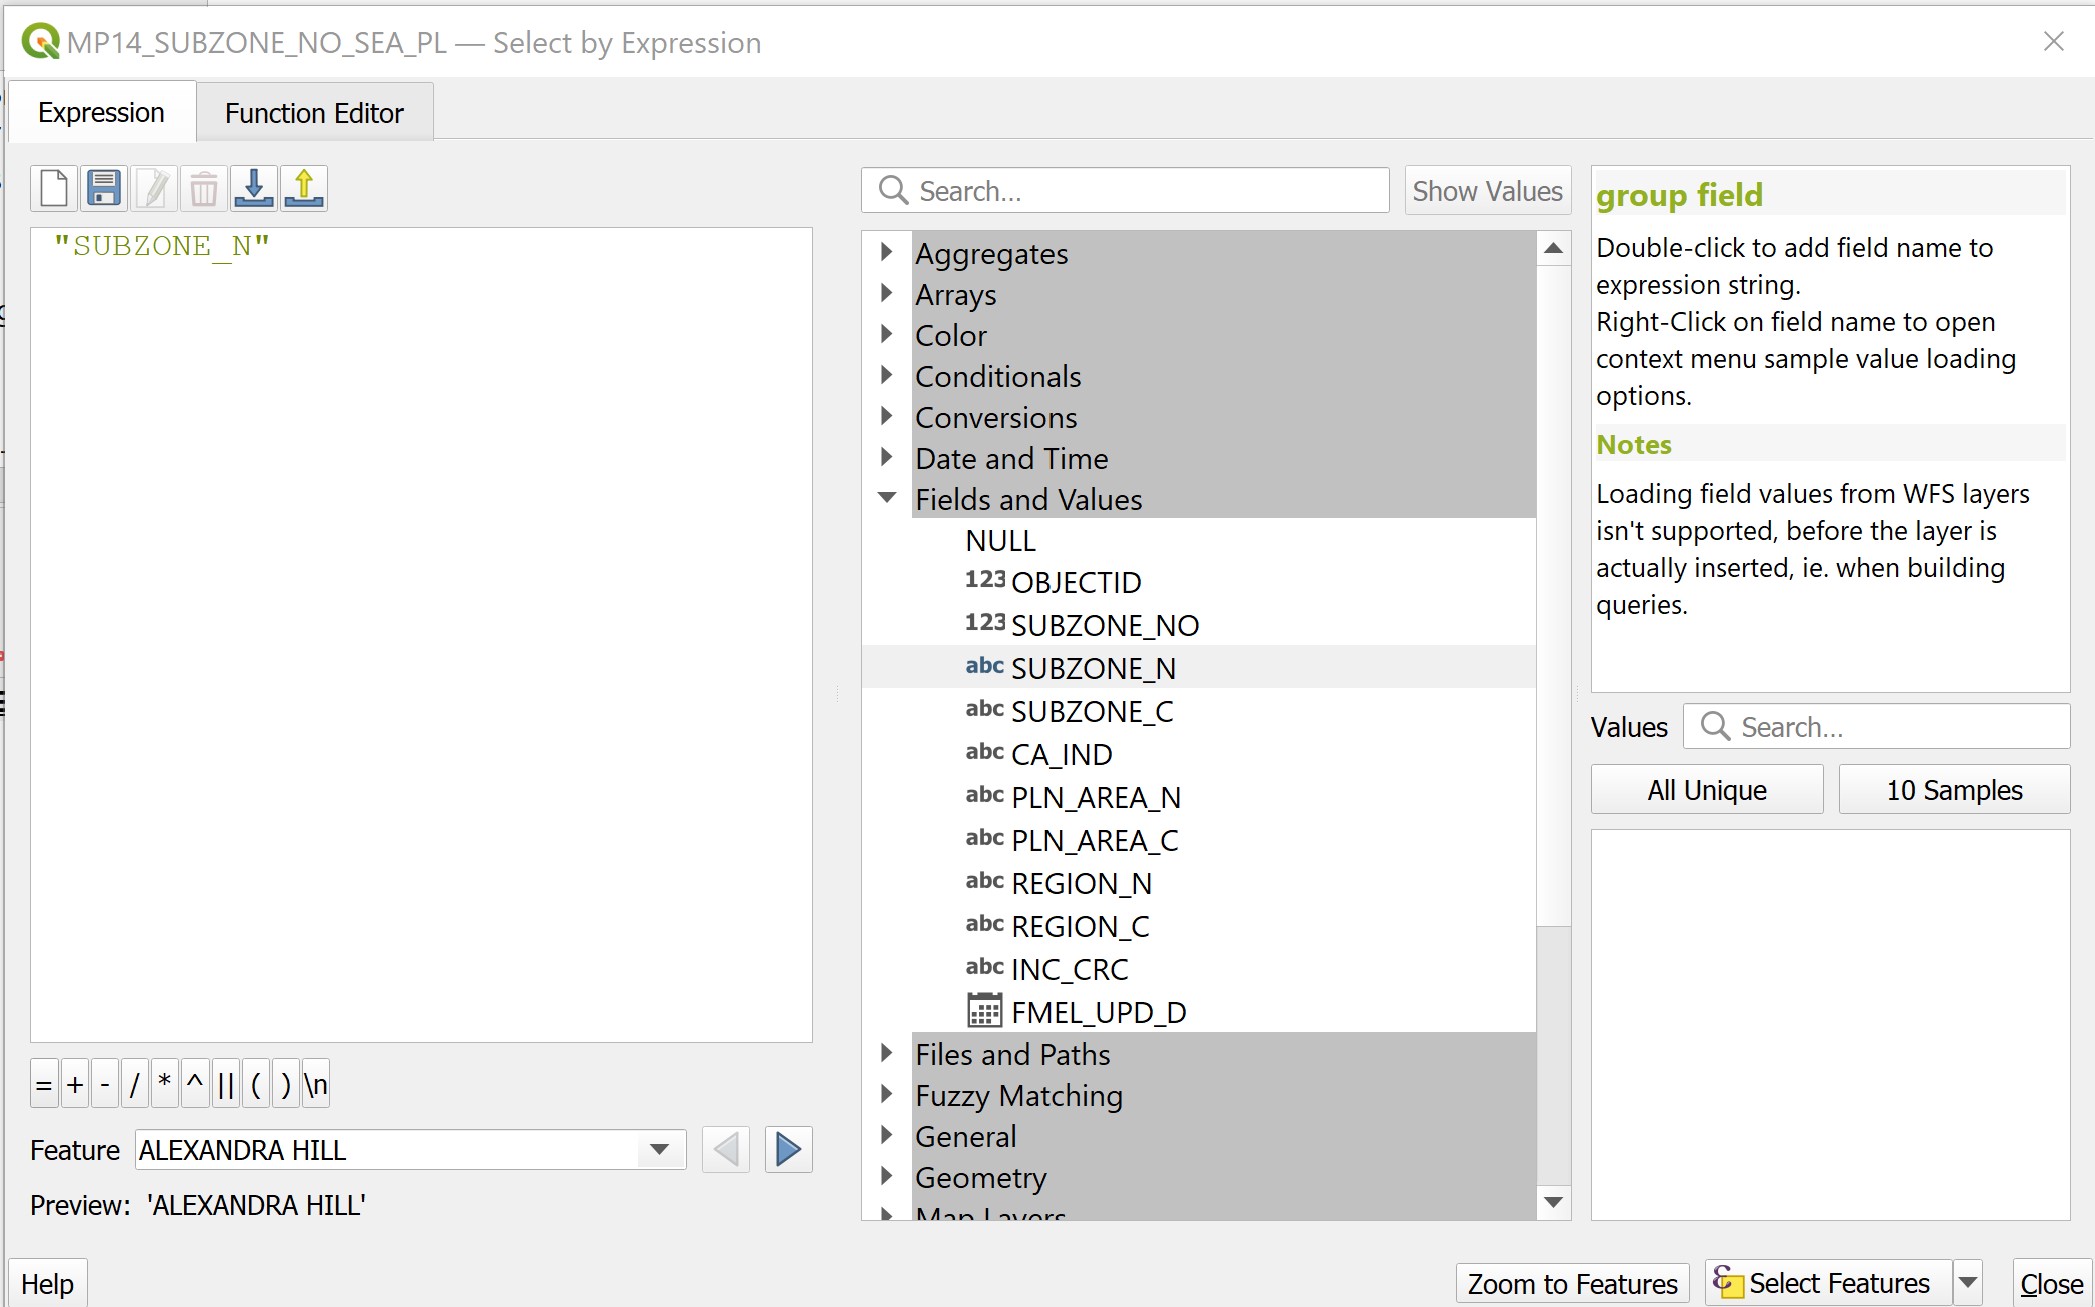 MP14_SUBZONE_NO_SEA_PL — Select by Expression
Expression
Function Editor
"SUBZONE_N"
= + - / * ^ || ( ) \n
Feature ALEXANDRA HILL
Preview: 'ALEXANDRA HILL'
Help
Search...
Show Values
Aggregates
Arrays
Color
Conditionals
Conversions
Date and Time
Fields and Values
NULL
123 OBJECTID
123 SUBZONE_NO
abc SUBZONE_N
abc SUBZONE_C
abc CA_IND
abc PLN_AREA_N
abc PLN_AREA_C
abc REGION_N
abc REGION_C
abc INC_CRC
FMEL_UPD_D
Files and Paths
Fuzzy Matching
General
Geometry
Map Layers
group field
Double-click to add field name to
expression string.
Right-Click on field name to open
context menu sample value loading
options.
Notes
Loading field values from WFS layers
isn't supported, before the layer is
actually inserted, ie. when building
queries.
Values Search...
All Unique
10 Samples
Zoom to Features
Select Features
Close